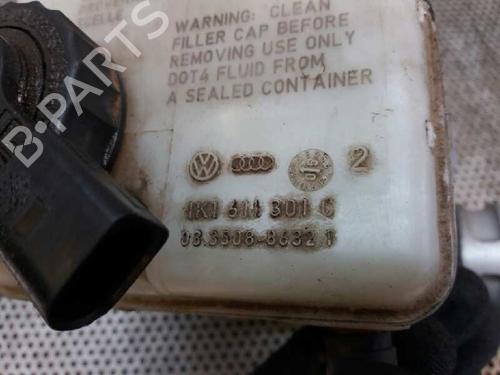 WARNING: CLEAN
FILLER CAP BEFORE
REMOVING USE ONLY
DOT4 FLUID FROM
A SEALED CONTAINER
B-PARTS
2
1K1 611 301 C
03.3508-8632.1